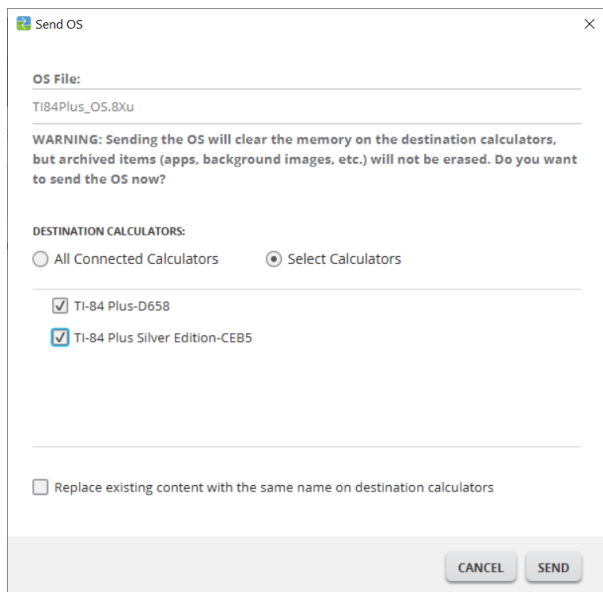 Send OS
OS File:
TI84Plus_OS.8Xu
WARNING: Sending the OS will clear the memory on the destination calculators,
but archived items (apps, background images, etc.) will not be erased. Do you want
to send the OS now?
DESTINATION CALCULATORS:
All Connected Calculators Select Calculators
TI-84 Plus-D658
TI-84 Plus Silver Edition-CEB5
Replace existing content with the same name on destination calculators
CANCEL SEND